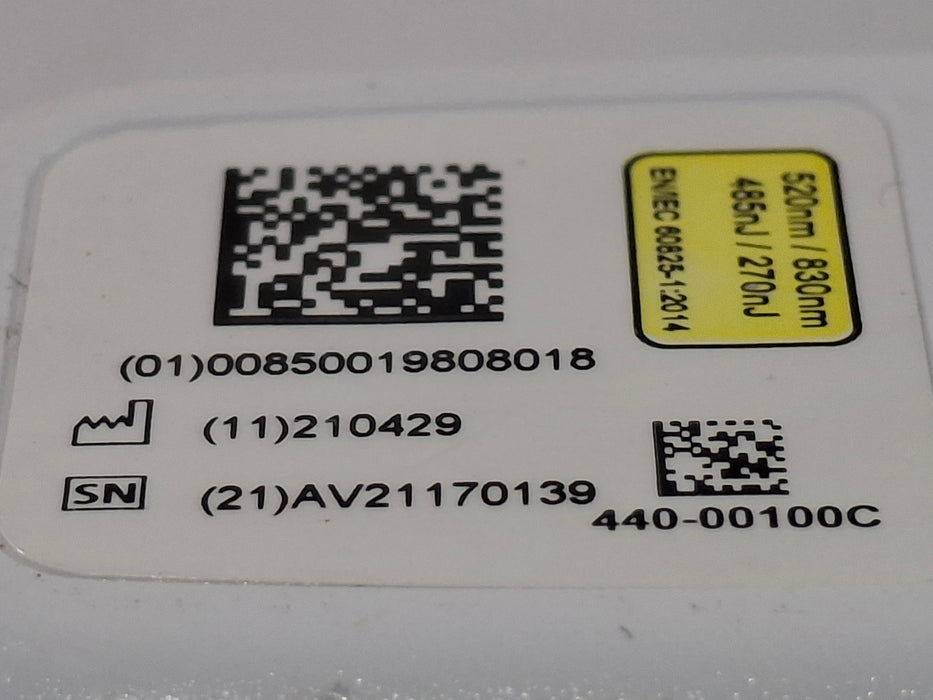 (01)00850019808018
(11)210429
SN (21)AV21170139
520nm / 830nm
485nJ / 270nJ
EN/IEC 60825-1:2014
440-00100C